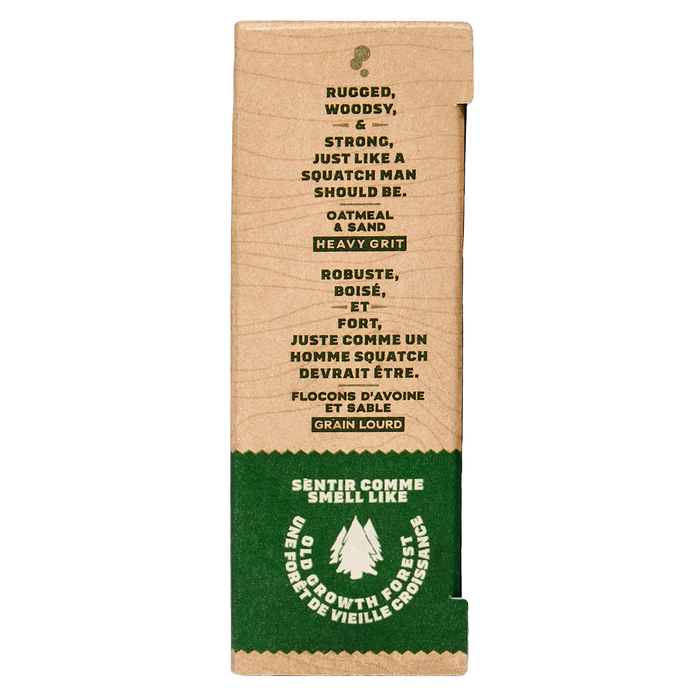 RUGGED,
WOODSY,
&
STRONG,
JUST LIKE A
SQUATCH MAN
SHOULD BE.
OATMEAL
& SAND
HEAVY GRIT
ROBUSTE,
BOISÉ,
ET
FORT,
JUSTE COMME UN
HOMME SQUATCH
DEVRAIT ÊTRE.
FLOCONS D'AVOINE
ET SABLE
GRAIN LOURD
SENTIR COMME
SMELL LIKE
OLD GROWTH FOREST
UNE FORÊT DE VIEILLE CROISSANCE